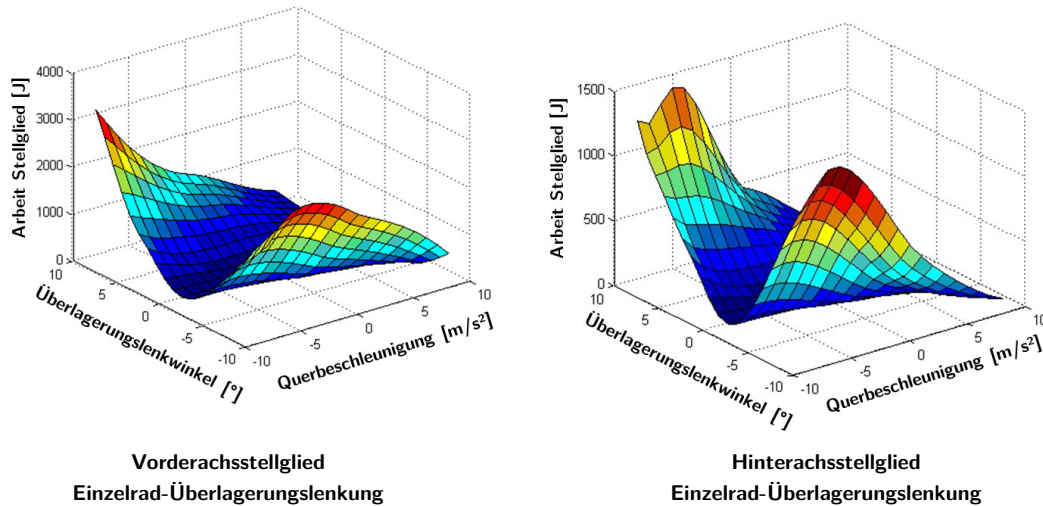 4000
3000
2000
1000
0
Arbeit Stellglied [J]
10
5
0
-5
-10
Überlagerungslenkwinkel [°]
-10
-5
0
5
10
Querbeschleunigung [m/s²]
Vorderachsstellglied
Einzelrad-Überlagerungslenkung
1500
1000
500
0
Arbeit Stellglied [J]
10
5
0
-5
-10
Überlagerungslenkwinkel [°]
-10
-5
0
5
10
Querbeschleunigung [m/s²]
Hinterachsstellglied
Einzelrad-Überlagerungslenkung